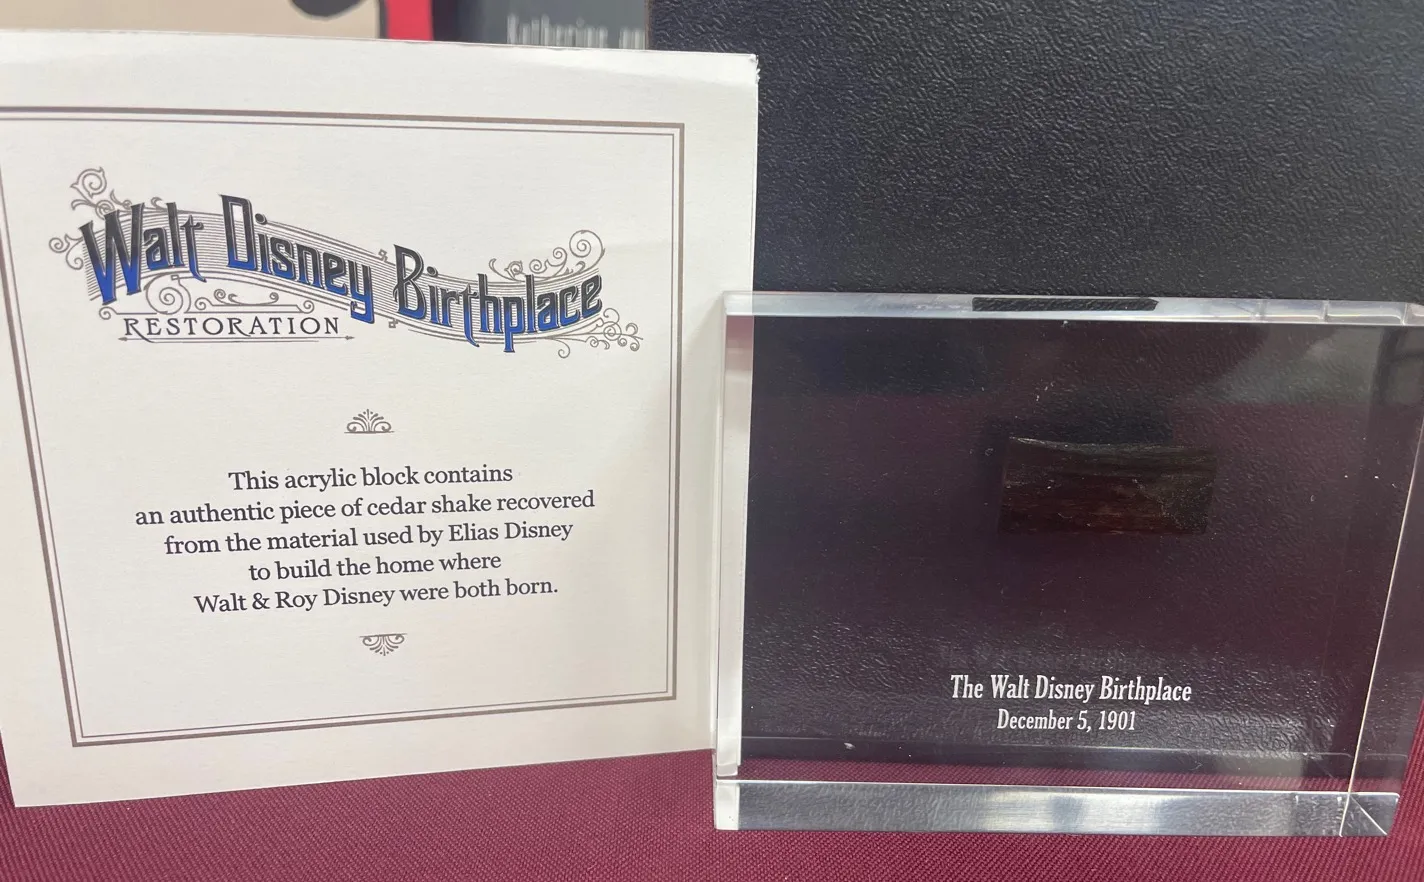 Walt Disney Birthplace
RESTORATION
This acrylic block contains
an authentic piece of cedar shake recovered
from the material used by Elias Disney
to build the home where
Walt & Roy Disney were both born.
The Walt Disney Birthplace
December 5, 1901